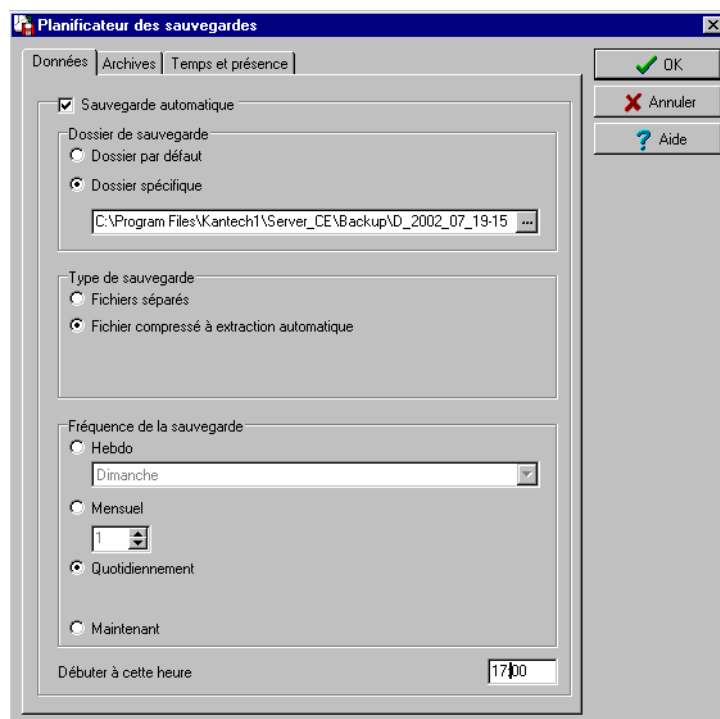 Planificateur des sauvegardes
Données Archives Temps et présence
OK
Annuler
Aide
Sauvegarde automatique
Dossier de sauvegarde
Dossier par défaut
Dossier spécifique
C:\Program Files\Kantech1\Server_CE\Backup\D_2002_07_19-15 ...
Type de sauvegarde
Fichiers séparés
Fichier compressé à extraction automatique
Fréquence de la sauvegarde
Hebdo
Dimanche
Mensuel
1
Quotidiennement
Maintenant
Débuter à cette heure 17:00